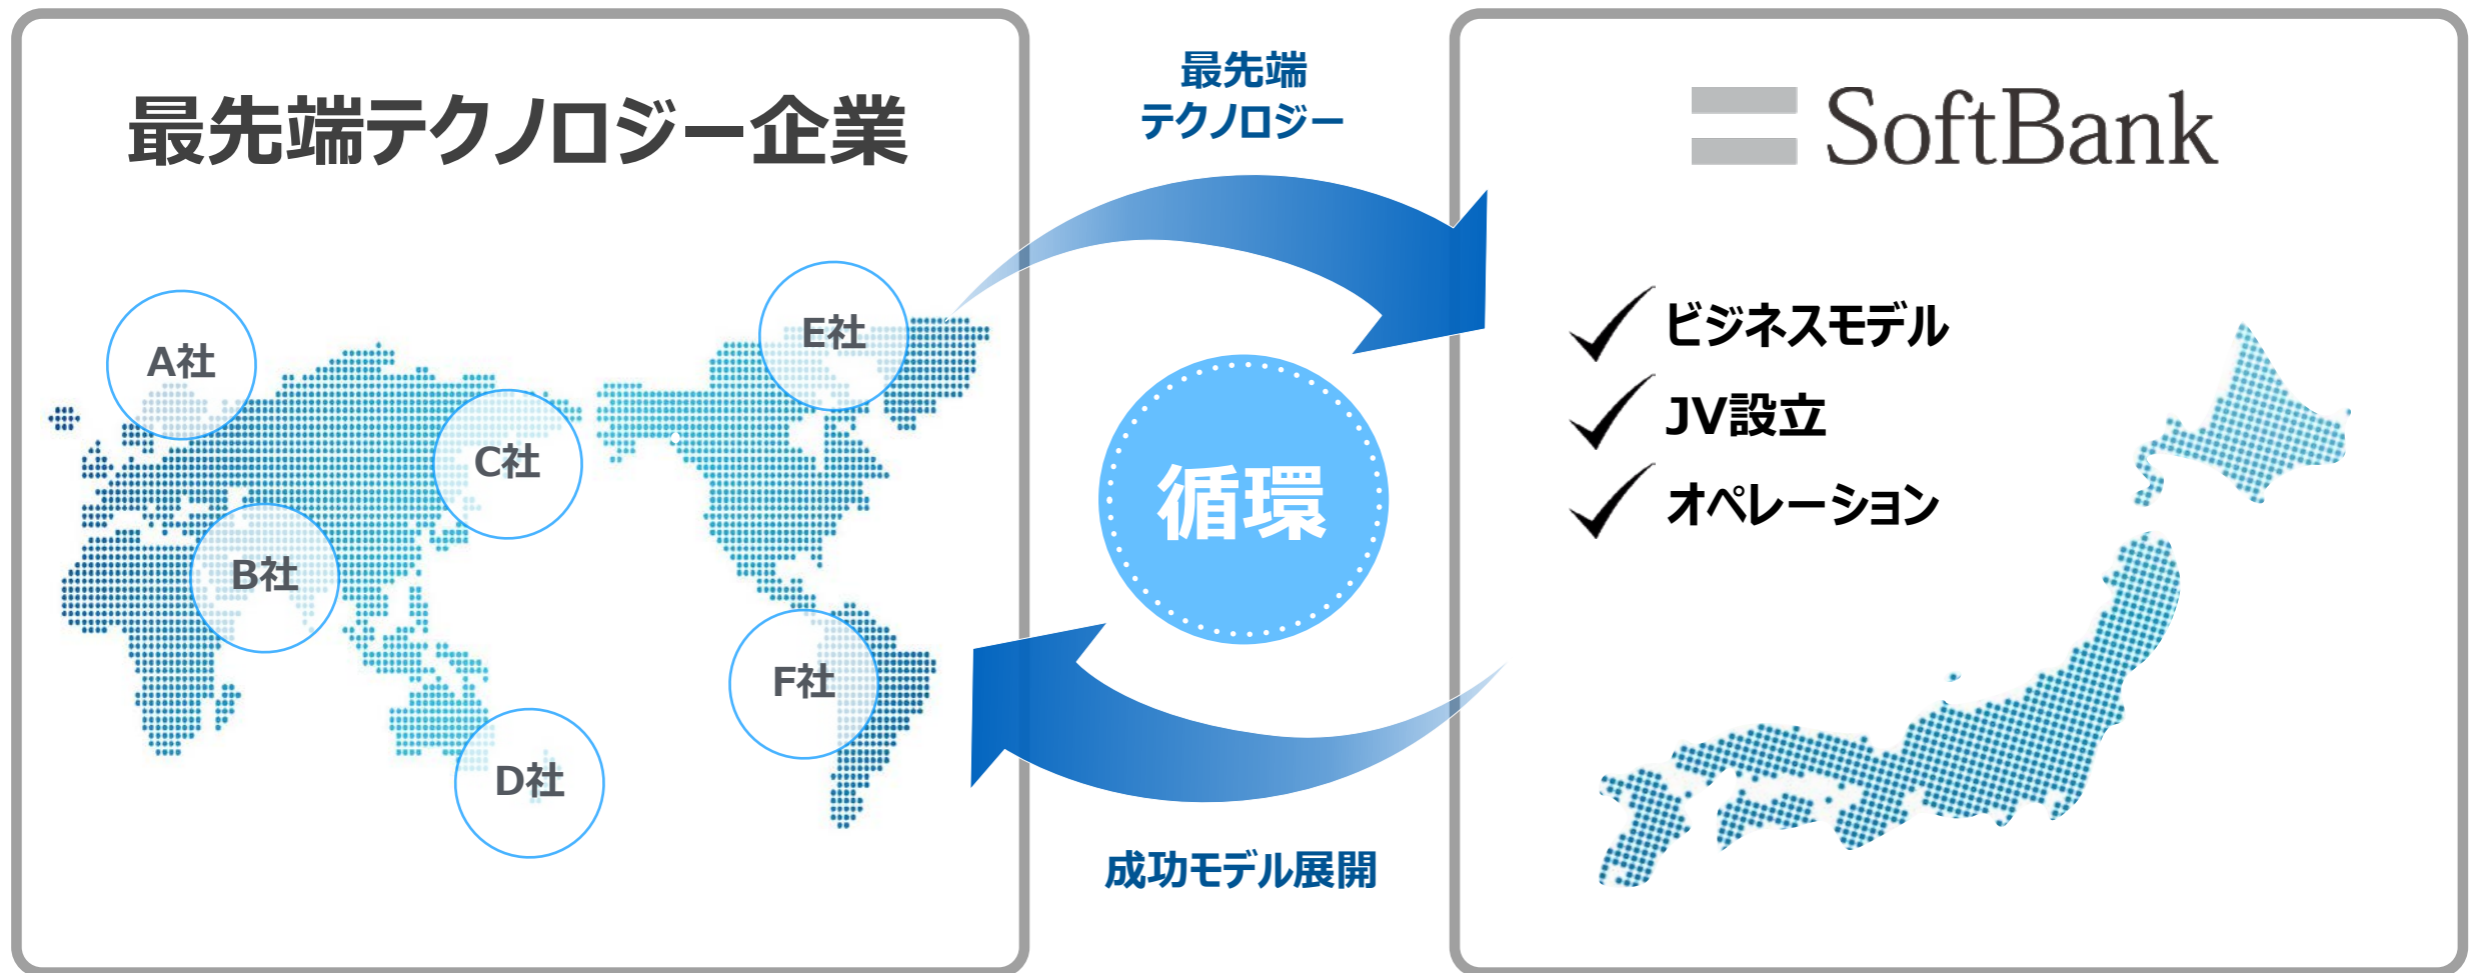 最先端テクノロジー企業
A社
B社
C社
D社
E社
F社
最先端
テクノロジー
循環
成功モデル展開
SoftBank
ビジネスモデル
JV設立
オペレーション